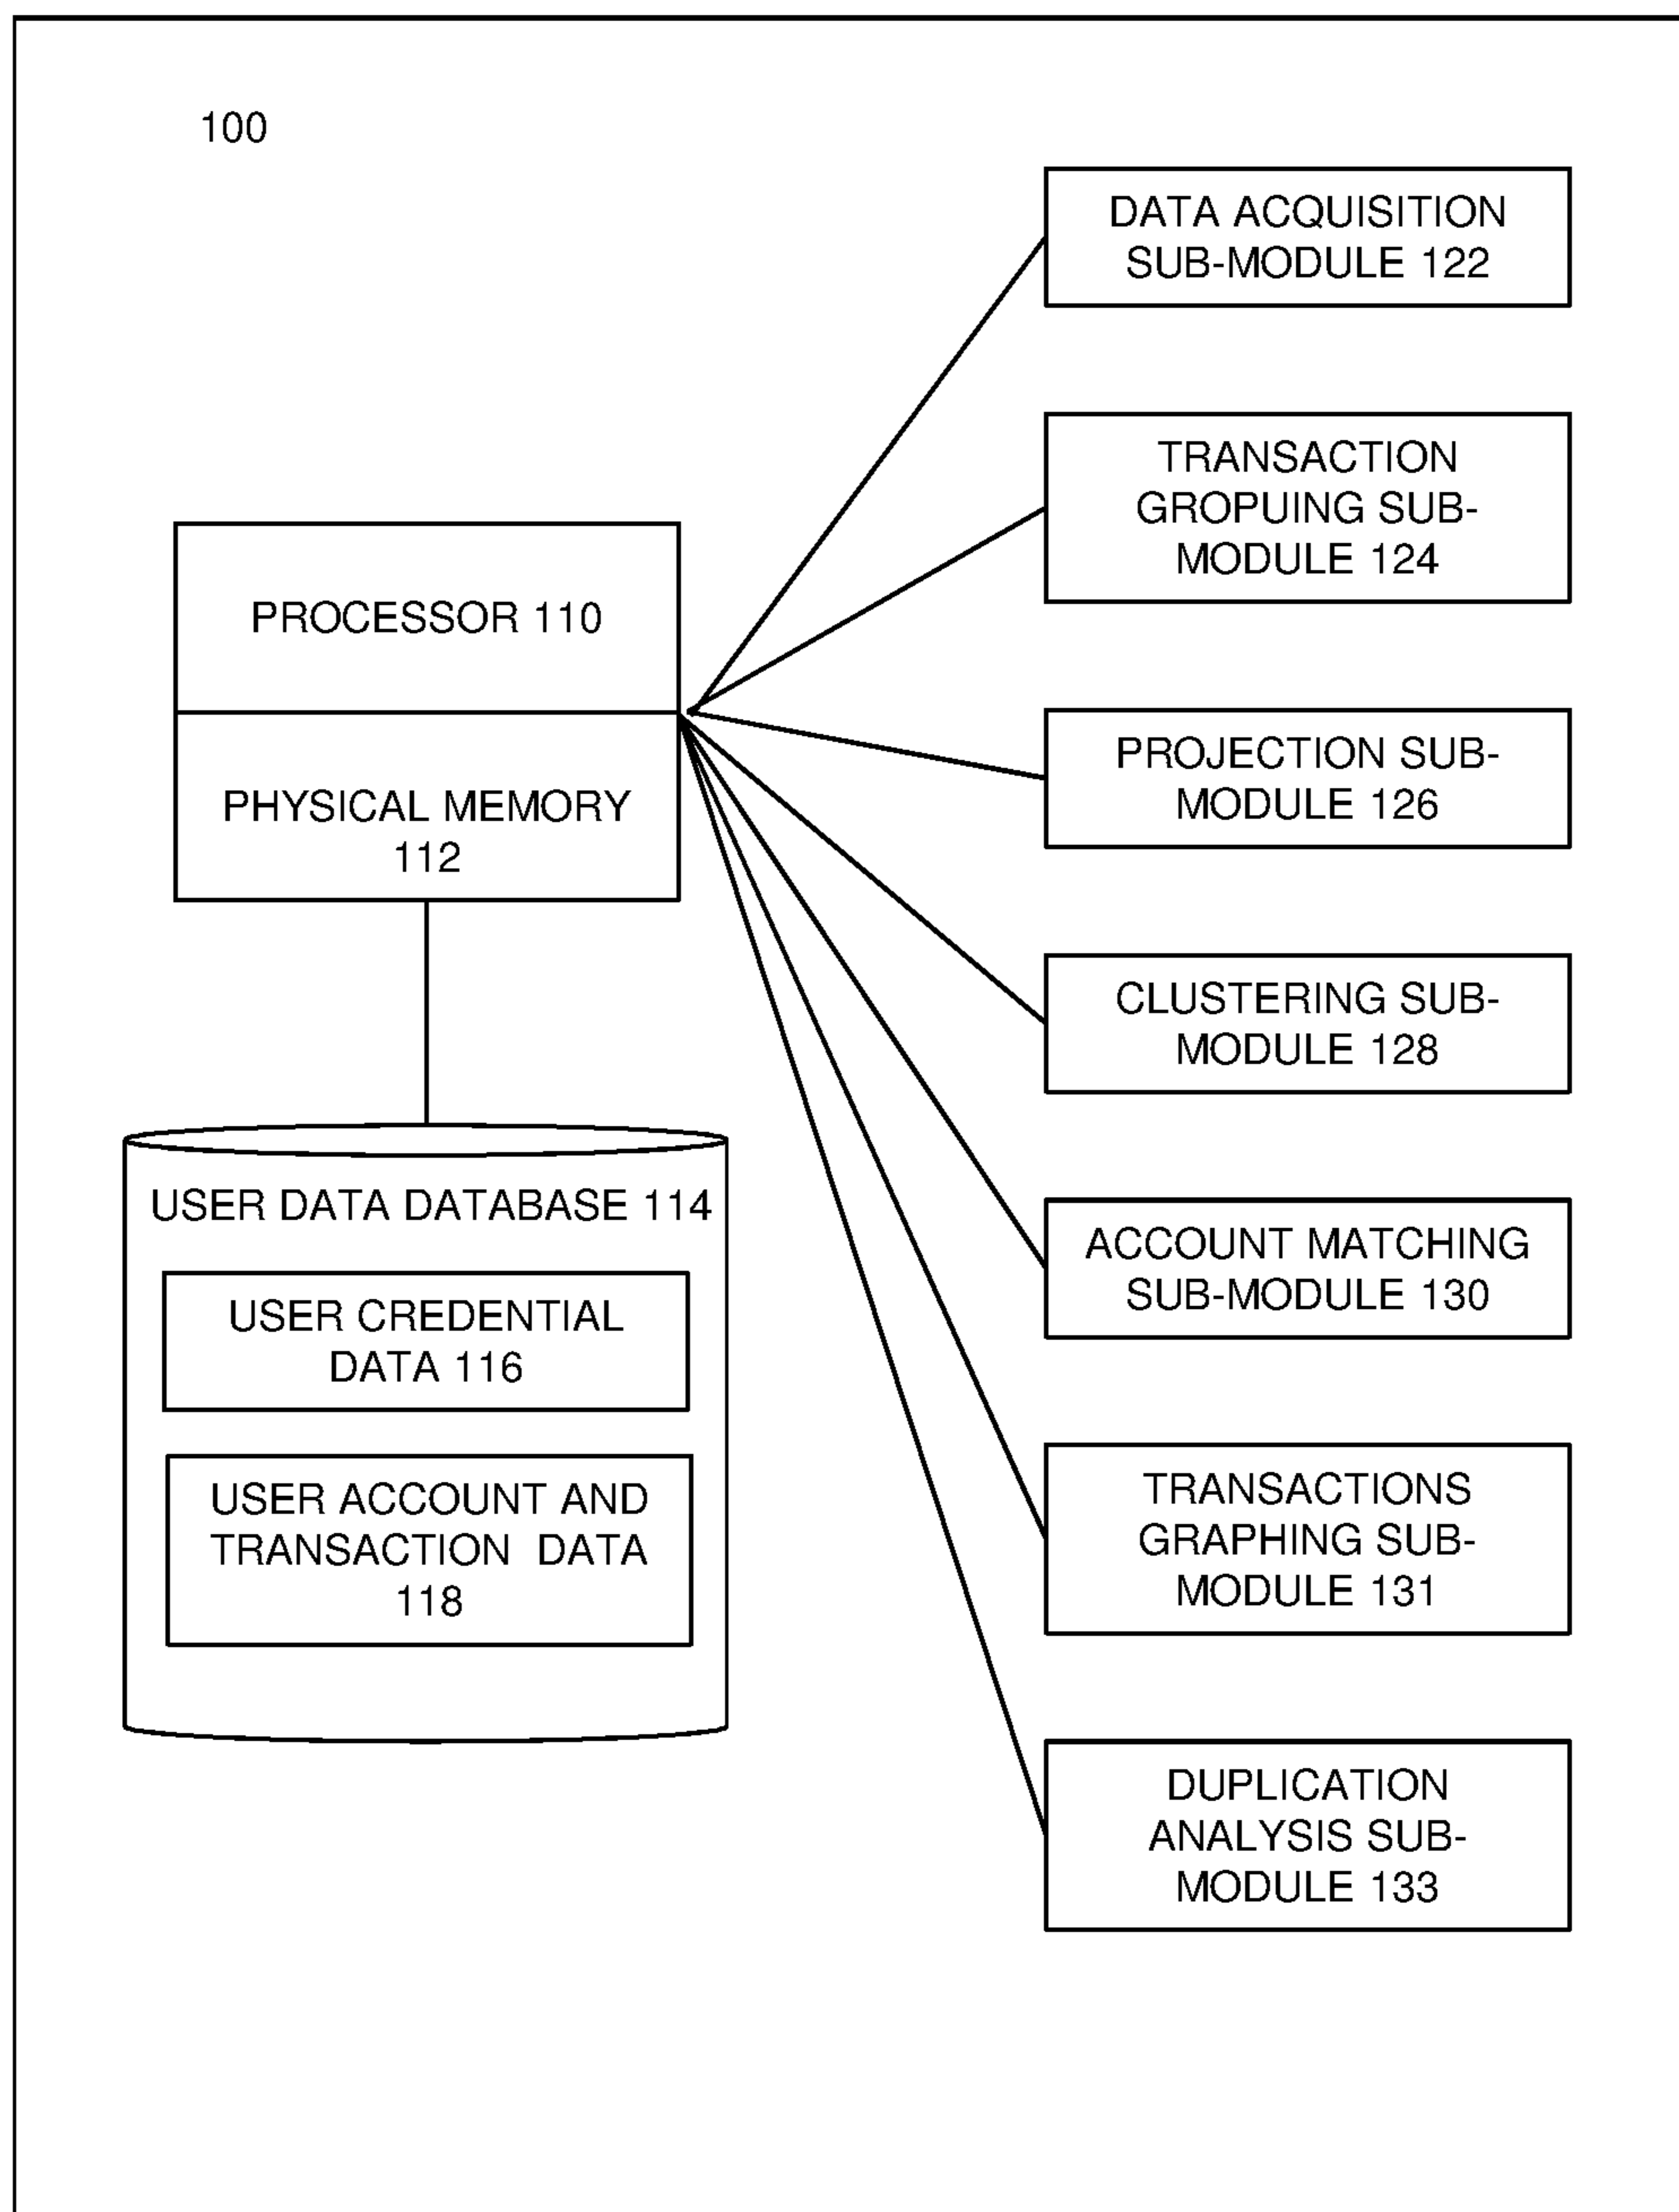 100
DATA ACQUISITION
SUB-MODULE 122
TRANSACTION
GROPUING SUB-
MODULE 124
PROCESSOR 110
PHYSICAL MEMORY
112
PROJECTION SUB-
MODULE 126
CLUSTERING SUB-
MODULE 128
USER DATA DATABASE 114
USER CREDENTIAL
DATA 116
USER ACCOUNT AND
TRANSACTION DATA
118
ACCOUNT MATCHING
SUB-MODULE 130
TRANSACTIONS
GRAPHING SUB-
MODULE 131
DUPLICATION
ANALYSIS SUB-
MODULE 133